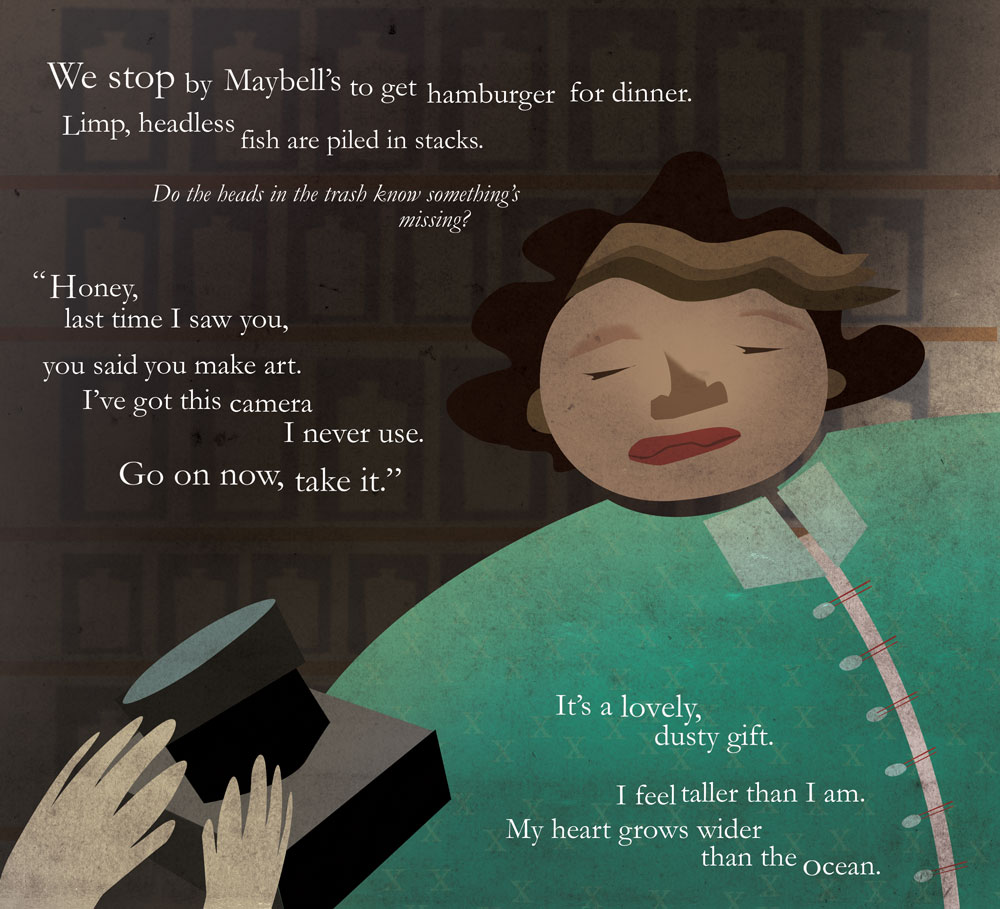 We stop by Maybell’s to get hamburger for dinner.
Limp, headless fish are piled in stacks.
Do the heads in the trash know something’s
missing?
“Honey,
last time I saw you,
you said you make art.
I’ve got this camera
I never use.
Go on now, take it.”
It’s a lovely,
dusty gift.
I feel taller than I am.
My heart grows wider
than the ocean.